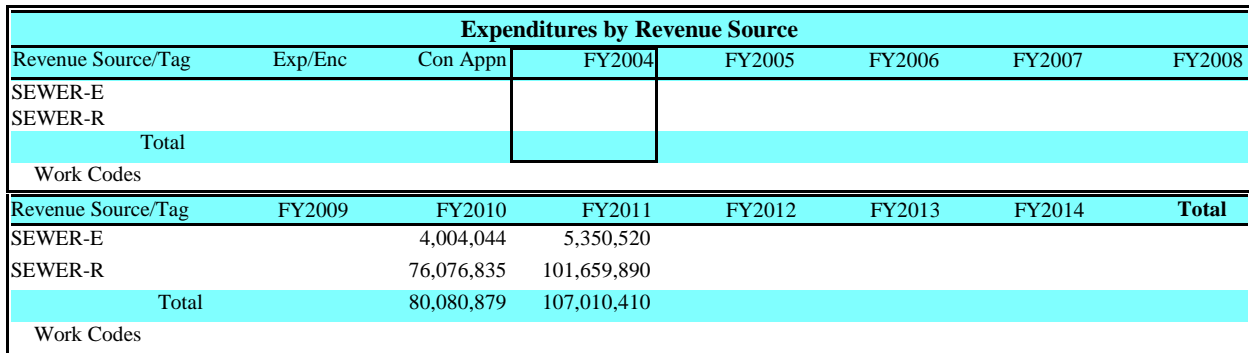 Expenditures by Revenue Source
Revenue Source/Tag Exp/Enc Con Appn FY2004 FY2005 FY2006 FY2007 FY2008
SEWER-E
SEWER-R
Total
Work Codes
Revenue Source/Tag FY2009 FY2010 FY2011 FY2012 FY2013 FY2014 Total
SEWER-E 4,004,044 5,350,520
SEWER-R 76,076,835 101,659,890
Total 80,080,879 107,010,410
Work Codes